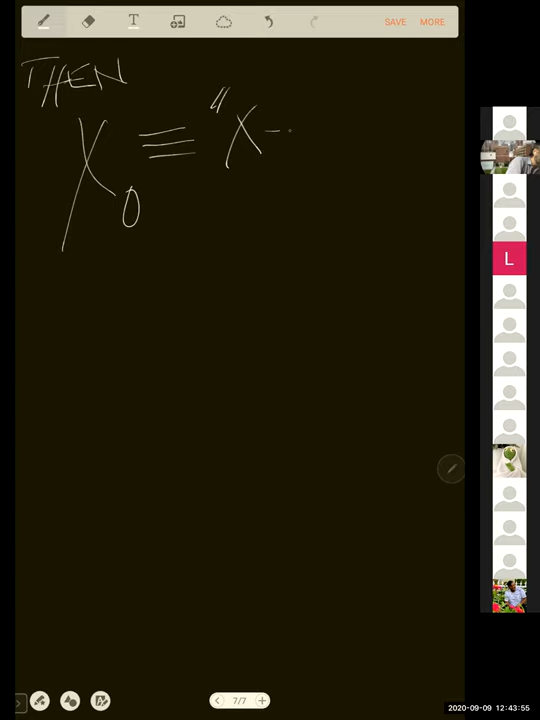 SAVE MORE
THEN
X₀ ≡ "X-
L
7/7
2020-09-09 12:43:55